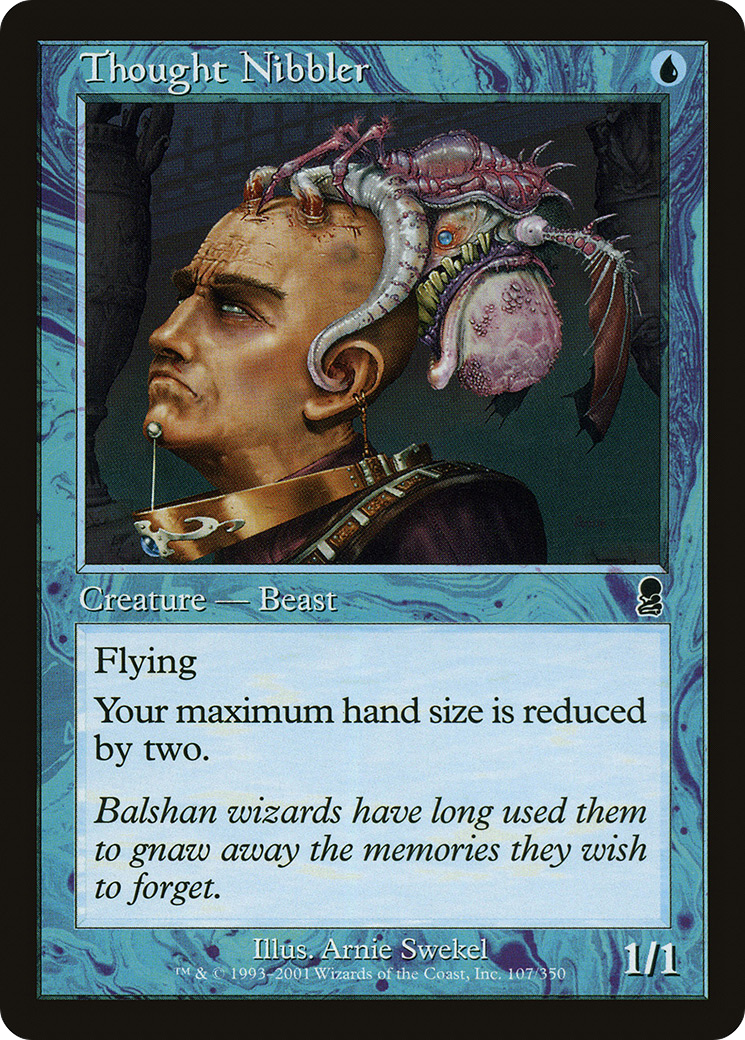 Thought Nibbler
Creature — Beast
Flying
Your maximum hand size is reduced
by two.
Balshan wizards have long used them
to gnaw away the memories they wish
to forget.
Illus. Arnie Swekel
™ & © 1993–2001 Wizards of the Coast, Inc. 107/350
1/1